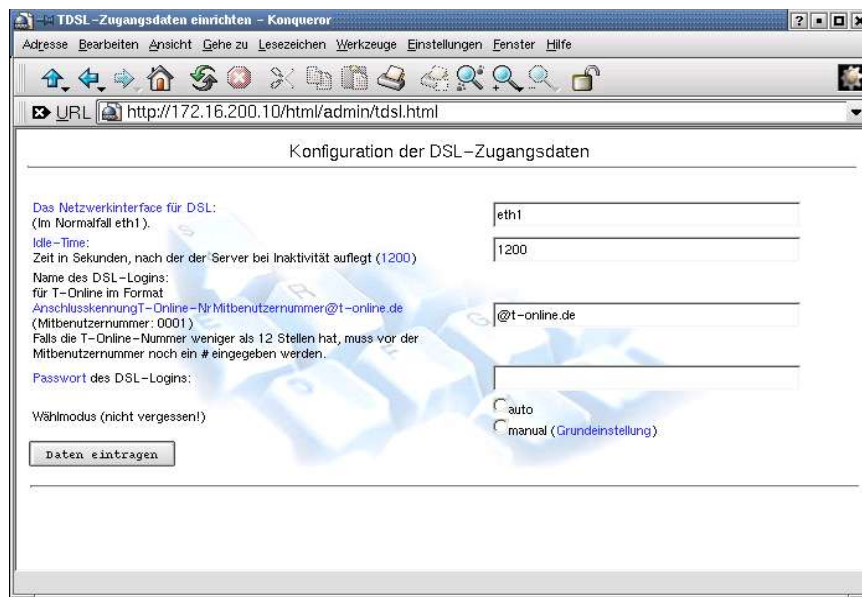 TDSL-Zugangsdaten einrichten - Konqueror
Adresse Bearbeiten Ansicht Gehe zu Lesezeichen Werkzeuge Einstellungen Fenster Hilfe
URL http://172.16.200.10/html/admin/tdsl.html
Konfiguration der DSL-Zugangsdaten
Das Netzwerkinterface für DSL:
(Im Normalfall eth1).
eth1
Idle-Time:
Zeit in Sekunden, nach der der Server bei Inaktivität auflegt (1200)
1200
Name des DSL-Logins:
für T-Online im Format
AnschlusskennungT-Online-NrMitbenutzernummer@t-online.de
(Mitbenutzernummer: 0001)
Falls die T-Online-Nummer weniger als 12 Stellen hat, muss vor der
Mitbenutzernummer noch ein # eingegeben werden.
@t-online.de
Passwort des DSL-Logins:
Wählmodus (nicht vergessen!)
auto
manual (Grundeinstellung)
Daten eintragen